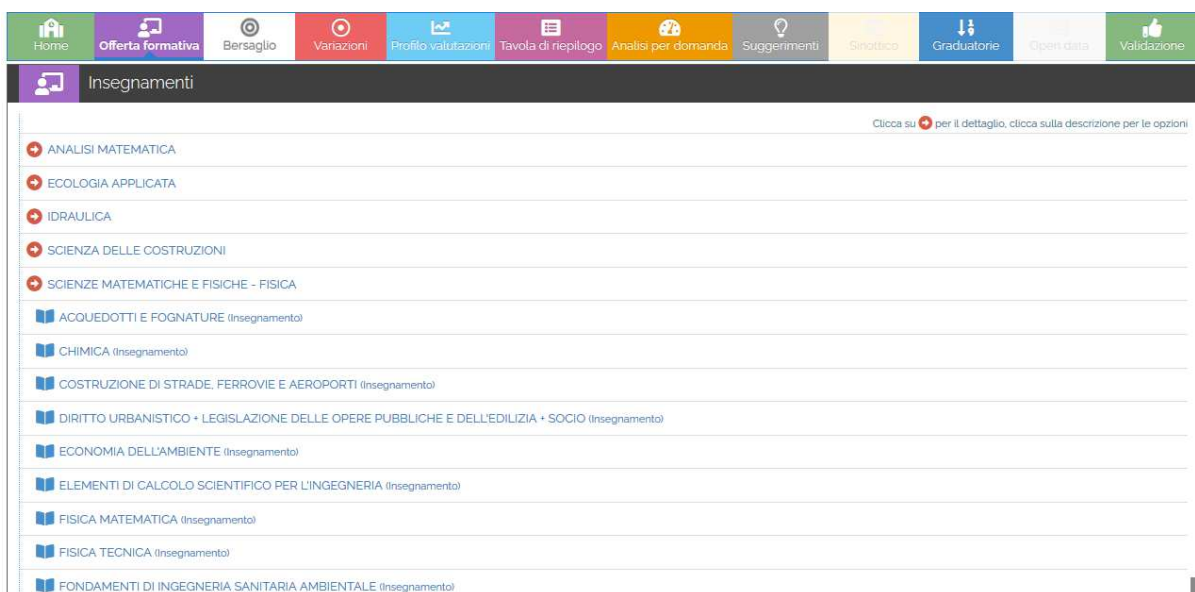 Home
Offerta formativa
Bersaglio
Variazioni
Profilo valutazioni
Tavola di riepilogo
Analisi per domanda
Suggerimenti
Sinottico
Graduatorie
Open data
Validazione
Insegnamenti
Clicca su per il dettaglio, clicca sulla descrizione per le opzioni
ANALISI MATEMATICA
ECOLOGIA APPLICATA
IDRAULICA
SCIENZA DELLE COSTRUZIONI
SCIENZE MATEMATICHE E FISICHE - FISICA
ACQUEDOTTI E FOGNATURE (Insegnamento)
CHIMICA (Insegnamento)
COSTRUZIONE DI STRADE, FERROVIE E AEROPORTI (Insegnamento)
DIRITTO URBANISTICO + LEGISLAZIONE DELLE OPERE PUBBLICHE E DELL'EDILIZIA + SOCIO (Insegnamento)
ECONOMIA DELL'AMBIENTE (Insegnamento)
ELEMENTI DI CALCOLO SCIENTIFICO PER L'INGEGNERIA (Insegnamento)
FISICA MATEMATICA (Insegnamento)
FISICA TECNICA (Insegnamento)
FONDAMENTI DI INGEGNERIA SANITARIA AMBIENTALE (Insegnamento)